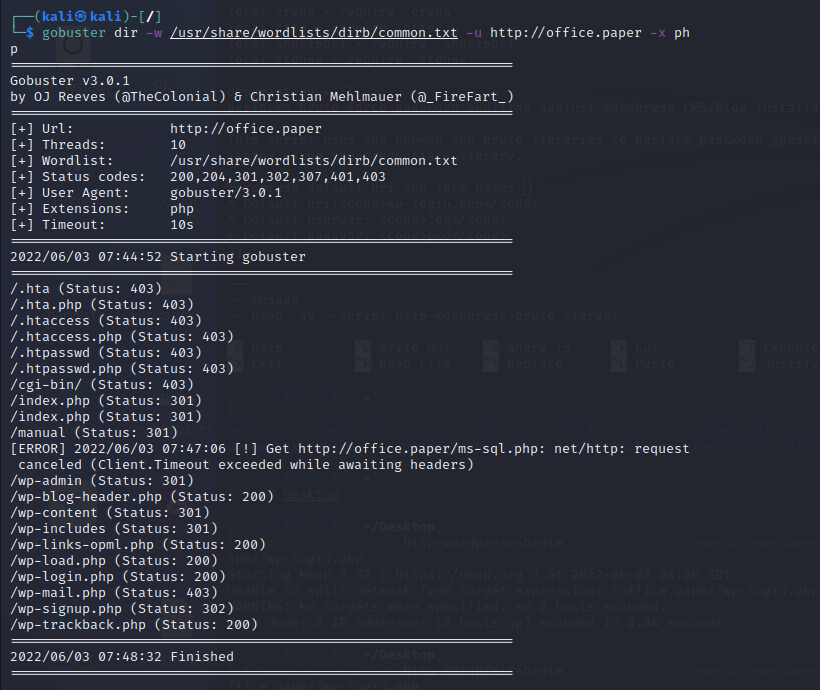 ┌──(kali㉿kali)-[/]
└─$ gobuster dir -w /usr/share/wordlists/dirb/common.txt -u http://office.paper -x ph
p
===============================================================
Gobuster v3.0.1
by OJ Reeves (@TheColonial) & Christian Mehlmauer (@_FireFart_)
===============================================================
[+] Url:            http://office.paper
[+] Threads:        10
[+] Wordlist:       /usr/share/wordlists/dirb/common.txt
[+] Status codes:   200,204,301,302,307,401,403
[+] User Agent:     gobuster/3.0.1
[+] Extensions:     php
[+] Timeout:        10s
===============================================================
2022/06/03 07:44:52 Starting gobuster
===============================================================
/.hta (Status: 403)
/.hta.php (Status: 403)
/.htaccess (Status: 403)
/.htaccess.php (Status: 403)
/.htpasswd (Status: 403)
/.htpasswd.php (Status: 403)
/cgi-bin/ (Status: 403)
/index.php (Status: 301)
/index.php (Status: 301)
/manual (Status: 301)
[ERROR] 2022/06/03 07:47:06 [!] Get http://office.paper/ms-sql.php: net/http: request
 canceled (Client.Timeout exceeded while awaiting headers)
/wp-admin (Status: 301)
/wp-blog-header.php (Status: 200)
/wp-content (Status: 301)
/wp-includes (Status: 301)
/wp-links-opml.php (Status: 200)
/wp-load.php (Status: 200)
/wp-login.php (Status: 200)
/wp-mail.php (Status: 403)
/wp-signup.php (Status: 302)
/wp-trackback.php (Status: 200)
===============================================================
2022/06/03 07:48:32 Finished
===============================================================